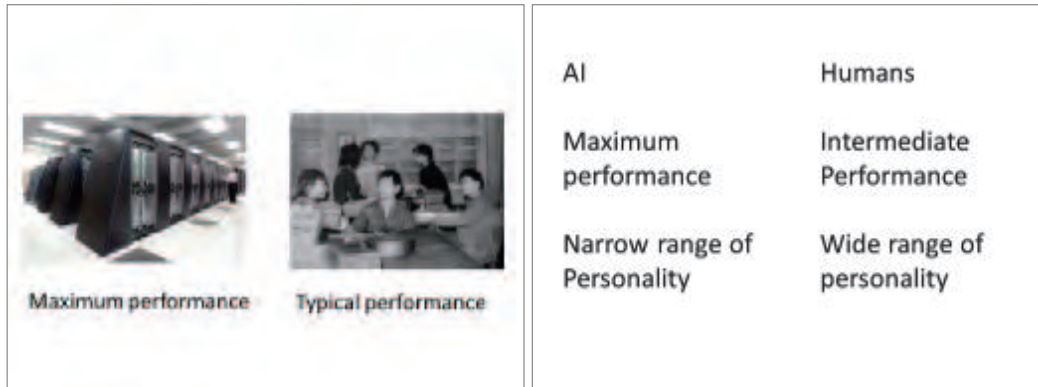 Maximum performance
Typical performance
AI
Humans
Maximum
performance
Intermediate
Performance
Narrow range of
Personality
Wide range of
personality